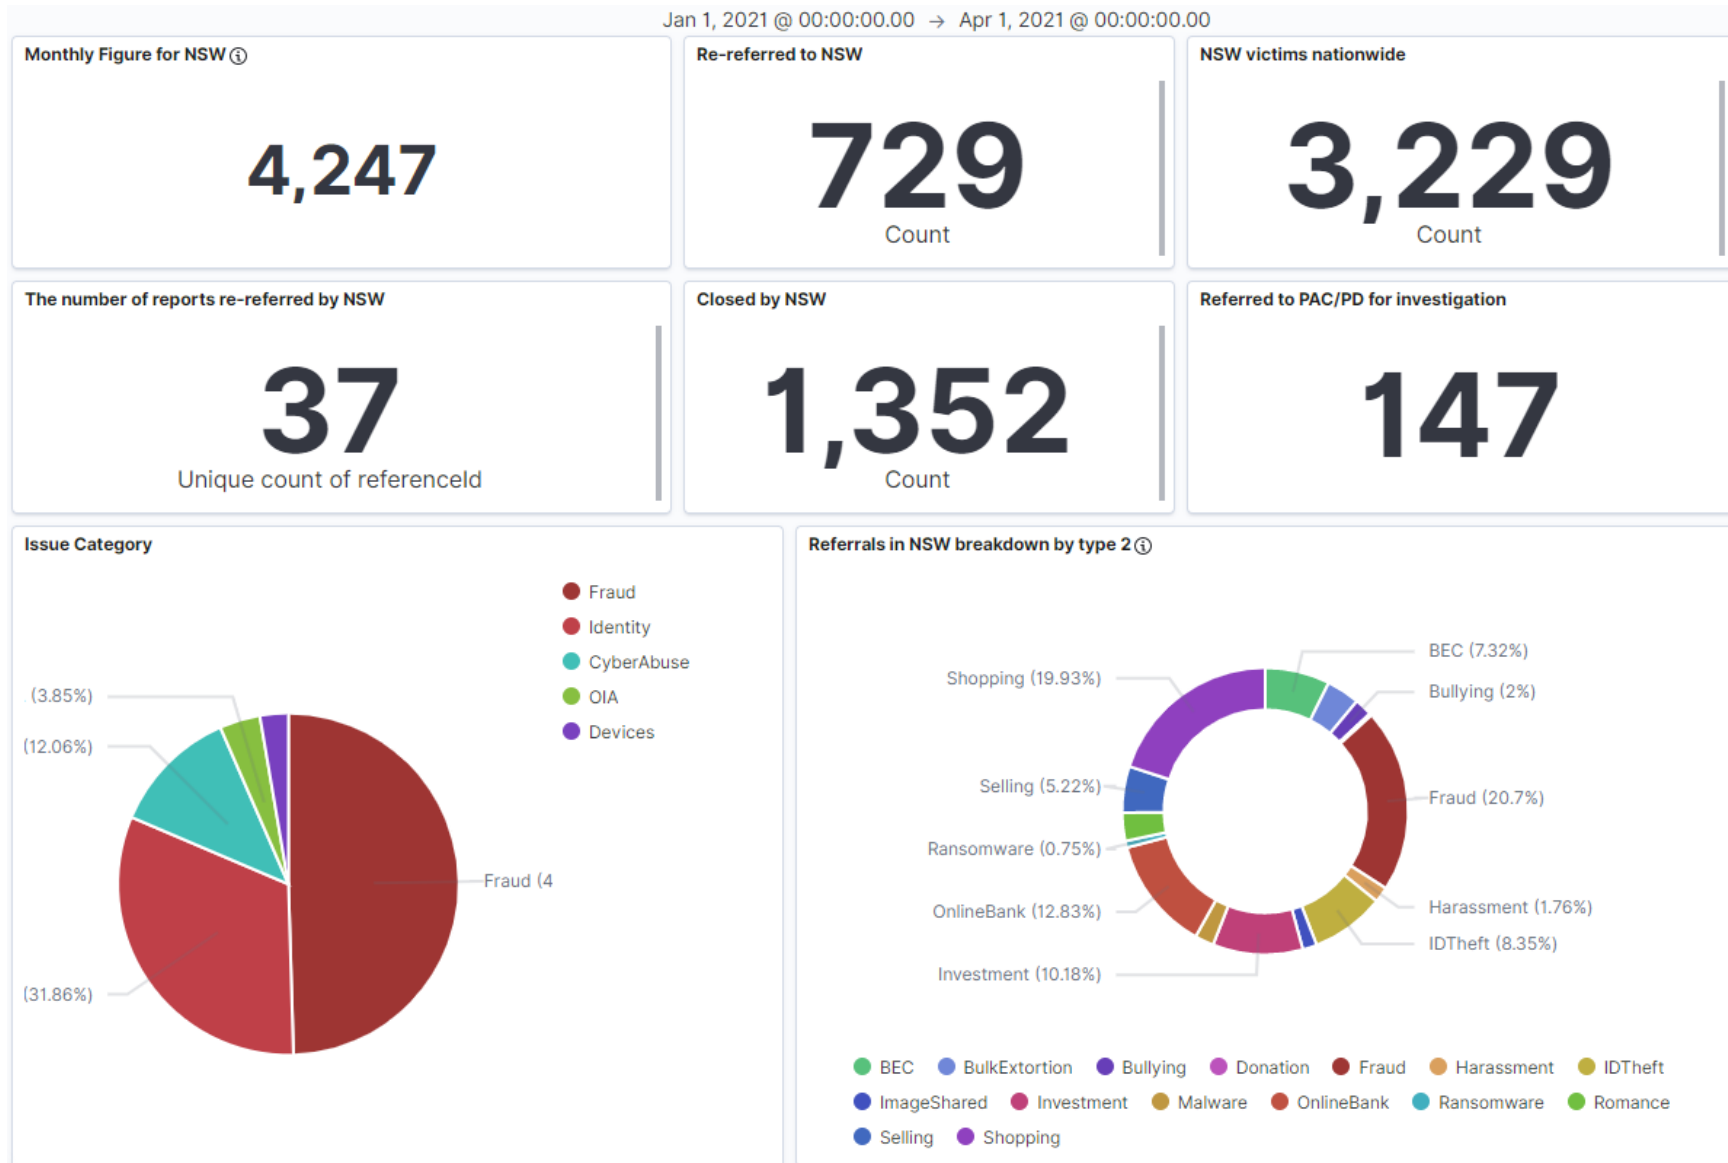 Jan 1, 2021 @ 00:00:00.00 → Apr 1, 2021 @ 00:00:00.00
Monthly Figure for NSW
4,247
Re-referred to NSW
729
Count
NSW victims nationwide
3,229
Count
The number of reports re-referred by NSW
37
Unique count of referenceId
Closed by NSW
1,352
Count
Referred to PAC/PD for investigation
147
Issue Category
Fraud
Identity
CyberAbuse
OIA
Devices
(3.85%)
(12.06%)
Fraud (4
(31.86%)
Referrals in NSW breakdown by type 2
BEC (7.32%)
Shopping (19.93%)
Bullying (2%)
Selling (5.22%)
Fraud (20.7%)
Ransomware (0.75%)
OnlineBank (12.83%)
Harassment (1.76%)
IDTheft (8.35%)
Investment (10.18%)
BEC BulkExtortion Bullying Donation Fraud Harassment IDTheft
ImageShared Investment Malware OnlineBank Ransomware Romance
Selling Shopping